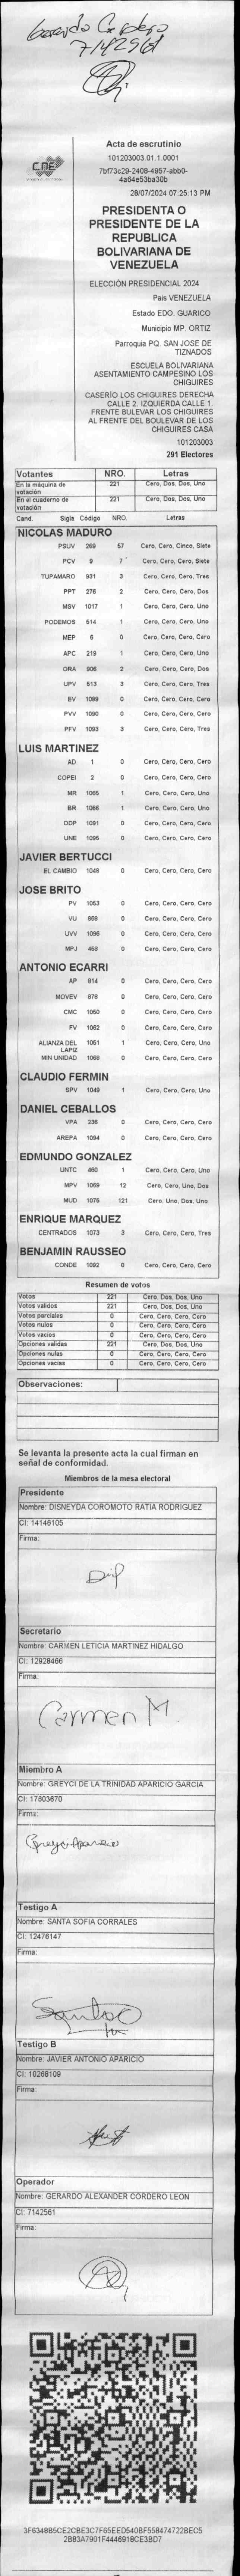 Gerardo Cordero
7142561
CNE
Acta de escrutinio
101203003.01.1.0001
7bf73c29-2408-4957-abb0-
4a64e53ba30b
28/07/2024 07:25:13 PM
PRESIDENTA O
PRESIDENTE DE LA
REPUBLICA
BOLIVARIANA DE
VENEZUELA
ELECCIÓN PRESIDENCIAL 2024
Pais VENEZUELA
Estado EDO. GUARICO
Municipio MP. ORTIZ
Parroquia PQ. SAN JOSE DE
TIZNADOS
ESCUELA BOLIVARIANA
ASENTAMIENTO CAMPESINO LOS
CHIGUIRES
CASERIO LOS CHIGUIRES DERECHA
CALLE 2. IZQUIERDA CALLE 1.
FRENTE BULEVAR LOS CHIGUIRES
AL FRENTE DEL BOULEVAR DE LOS
CHIGUIRES CASA
101203003
291 Electores
Votantes NRO. Letras
En la máquina de votación 221 Cero, Dos, Dos, Uno
En el cuaderno de votación 221 Cero, Dos, Dos, Uno
Cand. Sigla Código NRO. Letras
NICOLAS MADURO
PSUV 269 57 Cero, Cero, Cinco, Siete
PCV 9 7 Cero, Cero, Cero, Siete
TUPAMARO 931 3 Cero, Cero, Cero, Tres
PPT 276 2 Cero, Cero, Cero, Dos
MSV 1017 1 Cero, Cero, Cero, Uno
PODEMOS 514 1 Cero, Cero, Cero, Uno
MEP 6 0 Cero, Cero, Cero, Cero
APC 219 1 Cero, Cero, Cero, Uno
ORA 906 2 Cero, Cero, Cero, Dos
UPV 513 3 Cero, Cero, Cero, Tres
EV 1089 0 Cero, Cero, Cero, Cero
PVV 1090 0 Cero, Cero, Cero, Cero
PFV 1093 3 Cero, Cero, Cero, Tres
LUIS MARTINEZ
AD 1 0 Cero, Cero, Cero, Cero
COPEI 2 0 Cero, Cero, Cero, Cero
MR 1065 1 Cero, Cero, Cero, Uno
BR 1066 1 Cero, Cero, Cero, Uno
DDP 1091 0 Cero, Cero, Cero, Cero
UNE 1095 0 Cero, Cero, Cero, Cero
JAVIER BERTUCCI
EL CAMBIO 1048 0 Cero, Cero, Cero, Cero
JOSE BRITO
PV 1053 0 Cero, Cero, Cero, Cero
VU 868 0 Cero, Cero, Cero, Cero
UVV 1096 0 Cero, Cero, Cero, Cero
MPJ 458 0 Cero, Cero, Cero, Cero
ANTONIO ECARRI
AP 914 0 Cero, Cero, Cero, Cero
MOVEV 878 0 Cero, Cero, Cero, Cero
CMC 1050 0 Cero, Cero, Cero, Cero
FV 1062 0 Cero, Cero, Cero, Cero
ALIANZA DEL LAPIZ 1051 1 Cero, Cero, Cero, Uno
MIN UNIDAD 1068 0 Cero, Cero, Cero, Cero
CLAUDIO FERMIN
SPV 1049 1 Cero, Cero, Cero, Uno
DANIEL CEBALLOS
VPA 236 0 Cero, Cero, Cero, Cero
AREPA 1094 0 Cero, Cero, Cero, Cero
EDMUNDO GONZALEZ
UNTC 460 1 Cero, Cero, Cero, Uno
MPV 1069 12 Cero, Cero, Uno, Dos
MUD 1075 121 Cero, Uno, Dos, Uno
ENRIQUE MARQUEZ
CENTRADOS 1073 3 Cero, Cero, Cero, Tres
BENJAMIN RAUSSEO
CONDE 1092 0 Cero, Cero, Cero, Cero
Resumen de votos
Votos 221 Cero, Dos, Dos, Uno
Votos válidos 221 Cero, Dos, Dos, Uno
Votos parciales 0 Cero, Cero, Cero, Cero
Votos nulos 0 Cero, Cero, Cero, Cero
Votos vacios 0 Cero, Cero, Cero, Cero
Opciones validas 221 Cero, Dos, Dos, Uno
Opciones nulas 0 Cero, Cero, Cero, Cero
Opciones vacias 0 Cero, Cero, Cero, Cero
Observaciones:
Se levanta la presente acta la cual firman en
señal de conformidad.
Miembros de la mesa electoral
Presidente
Nombre: DISNEYDA COROMOTO RATIA RODRIGUEZ
CI: 14146105
Firma:
Secretario
Nombre: CARMEN LETICIA MARTINEZ HIDALGO
CI: 12928466
Firma:
Carmen M
Miembro A
Nombre: GREYCI DE LA TRINIDAD APARICIO GARCIA
CI: 17603670
Firma:
Greyci Aparicio
Testigo A
Nombre: SANTA SOFIA CORRALES
CI: 12476147
Firma:
Testigo B
Nombre: JAVIER ANTONIO APARICIO
CI: 10268109
Firma:
Operador
Nombre: GERARDO ALEXANDER CORDERO LEON
CI: 7142561
Firma:
3F6348B5CE2CBE3C7F65EED540BF558474722BEC5
2B83A7901F4446918CE3BD7